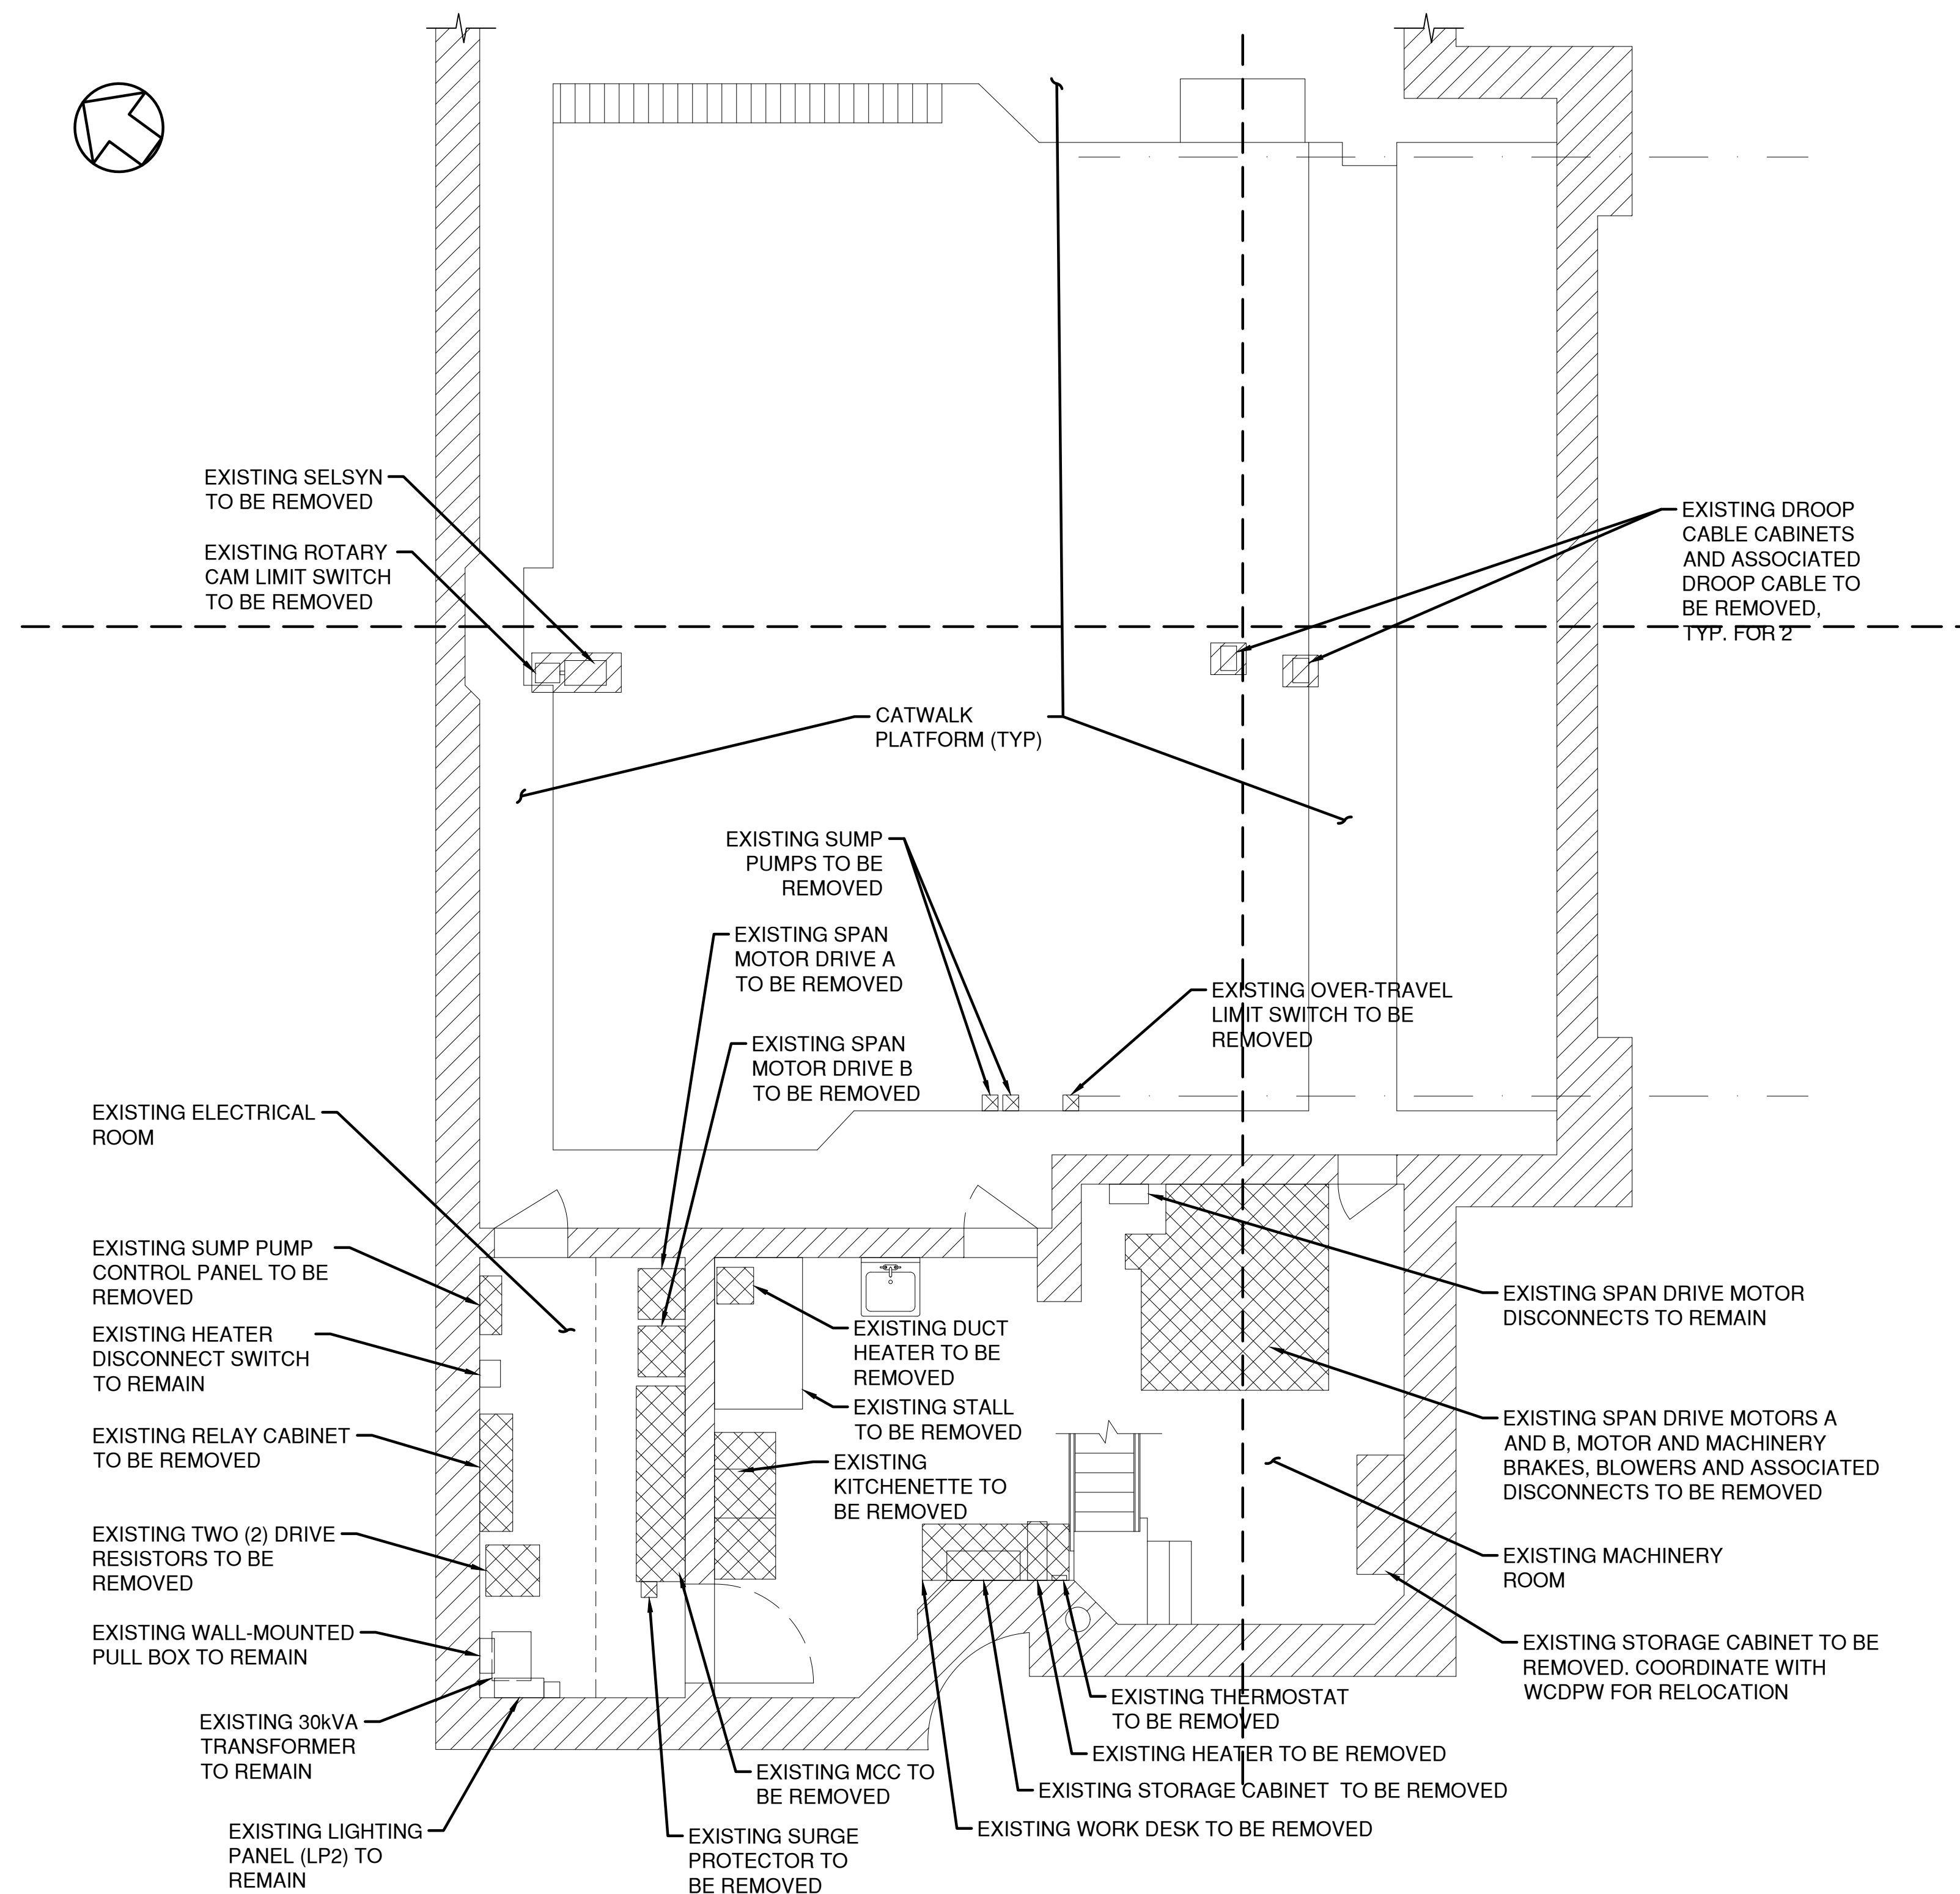 EXISTING SELSYN
TO BE REMOVED
EXISTING ROTARY
CAM LIMIT SWITCH
TO BE REMOVED
EXISTING DROOP
CABLE CABINETS
AND ASSOCIATED
DROOP CABLE TO
BE REMOVED,
TYP. FOR 2
CATWALK
PLATFORM (TYP)
EXISTING SUMP
PUMPS TO BE
REMOVED
EXISTING SPAN
MOTOR DRIVE A
TO BE REMOVED
EXISTING OVER-TRAVEL
LIMIT SWITCH TO BE
REMOVED
EXISTING SPAN
MOTOR DRIVE B
TO BE REMOVED
EXISTING ELECTRICAL
ROOM
EXISTING SUMP PUMP
CONTROL PANEL TO BE
REMOVED
EXISTING HEATER
DISCONNECT SWITCH
TO REMAIN
EXISTING RELAY CABINET
TO BE REMOVED
EXISTING TWO (2) DRIVE
RESISTORS TO BE
REMOVED
EXISTING WALL-MOUNTED
PULL BOX TO REMAIN
EXISTING 30kVA
TRANSFORMER
TO REMAIN
EXISTING LIGHTING
PANEL (LP2) TO
REMAIN
EXISTING DUCT
HEATER TO BE
REMOVED
EXISTING STALL
TO BE REMOVED
EXISTING
KITCHENETTE TO
BE REMOVED
EXISTING SPAN DRIVE MOTOR
DISCONNECTS TO REMAIN
EXISTING SPAN DRIVE MOTORS A
AND B, MOTOR AND MACHINERY
BRAKES, BLOWERS AND ASSOCIATED
DISCONNECTS TO BE REMOVED
EXISTING MACHINERY
ROOM
EXISTING STORAGE CABINET TO BE
REMOVED. COORDINATE WITH
WCDPW FOR RELOCATION
EXISTING THERMOSTAT
TO BE REMOVED
EXISTING HEATER TO BE REMOVED
EXISTING STORAGE CABINET TO BE REMOVED
EXISTING WORK DESK TO BE REMOVED
EXISTING MCC TO
BE REMOVED
EXISTING SURGE
PROTECTOR TO
BE REMOVED